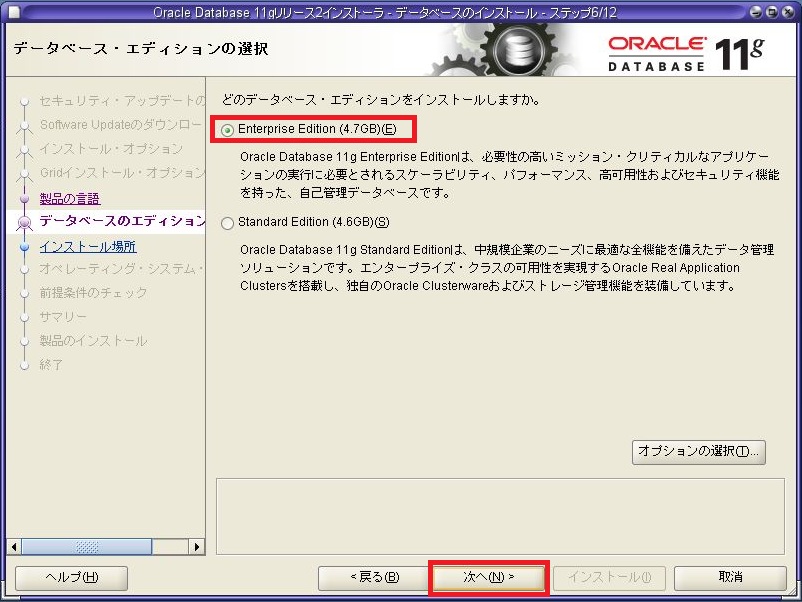 Oracle Database 11gリリース2インストーラ - データベースのインストール - ステップ6/12
データベース・エディションの選択
ORACLE
DATABASE 11g
セキュリティ・アップデートの
Software Updateのダウンロー
インストール・オプション
Gridインストール・オプション
製品の言語
データベースのエディション
インストール場所
オペレーティング・システム・
前提条件のチェック
サマリー
製品のインストール
終了
どのデータベース・エディションをインストールしますか。
Enterprise Edition (4.7GB)(E)
Oracle Database 11g Enterprise Editionは、必要性の高いミッション・クリティカルなアプリケー
ションの実行に必要とされるスケーラビリティ、パフォーマンス、高可用性およびセキュリティ機能
を持った、自己管理データベースです。
Standard Edition (4.6GB)(S)
Oracle Database 11g Standard Editionは、中規模企業のニーズに最適な全機能を備えたデータ管理
ソリューションです。エンタープライズ・クラスの可用性を実現するOracle Real Application
Clustersを搭載し、独自のOracle Clusterwareおよびストレージ管理機能を装備しています。
オプションの選択(T)...
ヘルプ(H)
< 戻る(B)
次へ(N) >
インストール(I)
取消